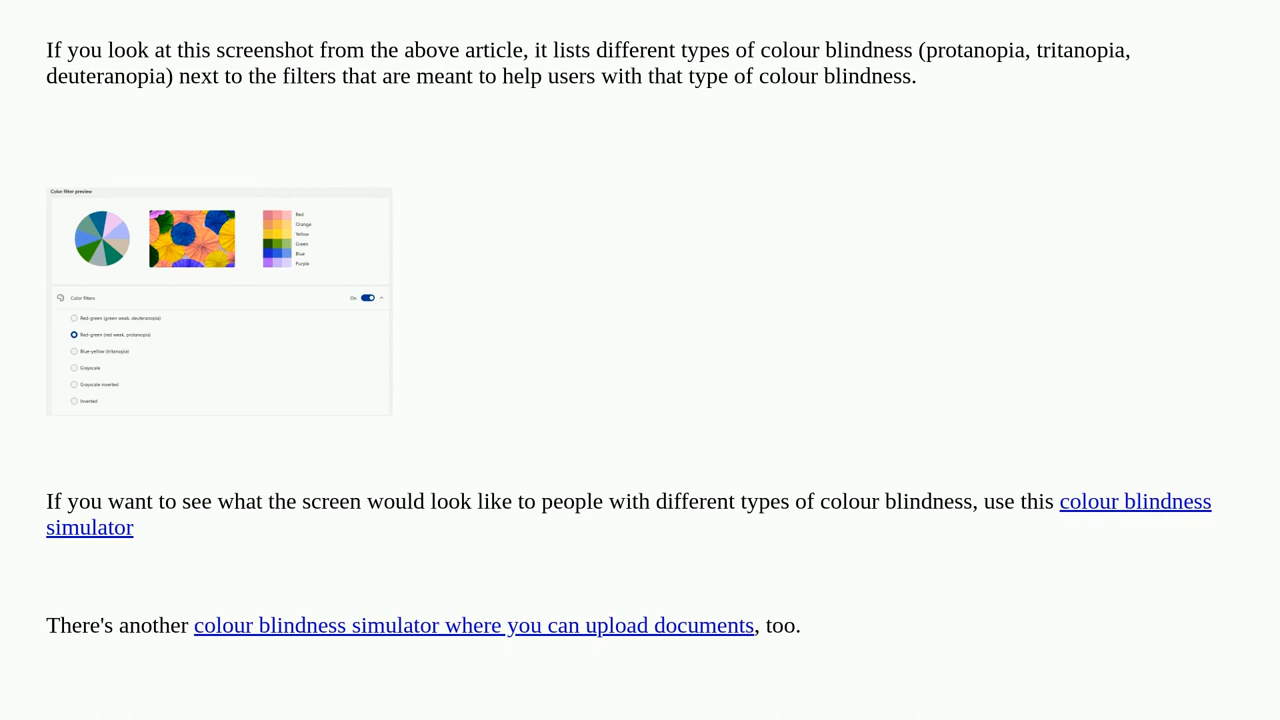 If you look at this screenshot from the above article, it lists different types of colour blindness (protanopia, tritanopia,
deuteranopia) next to the filters that are meant to help users with that type of colour blindness.
Color filter preview
Red
Orange
Yellow
Green
Blue
Purple
Color filters
On
Red-green (green weak, deuteranopia)
Red-green (red weak, protanopia)
Blue-yellow (tritanopia)
Grayscale
Grayscale inverted
Inverted
If you want to see what the screen would look like to people with different types of colour blindness, use this colour blindness
simulator
There's another colour blindness simulator where you can upload documents, too.